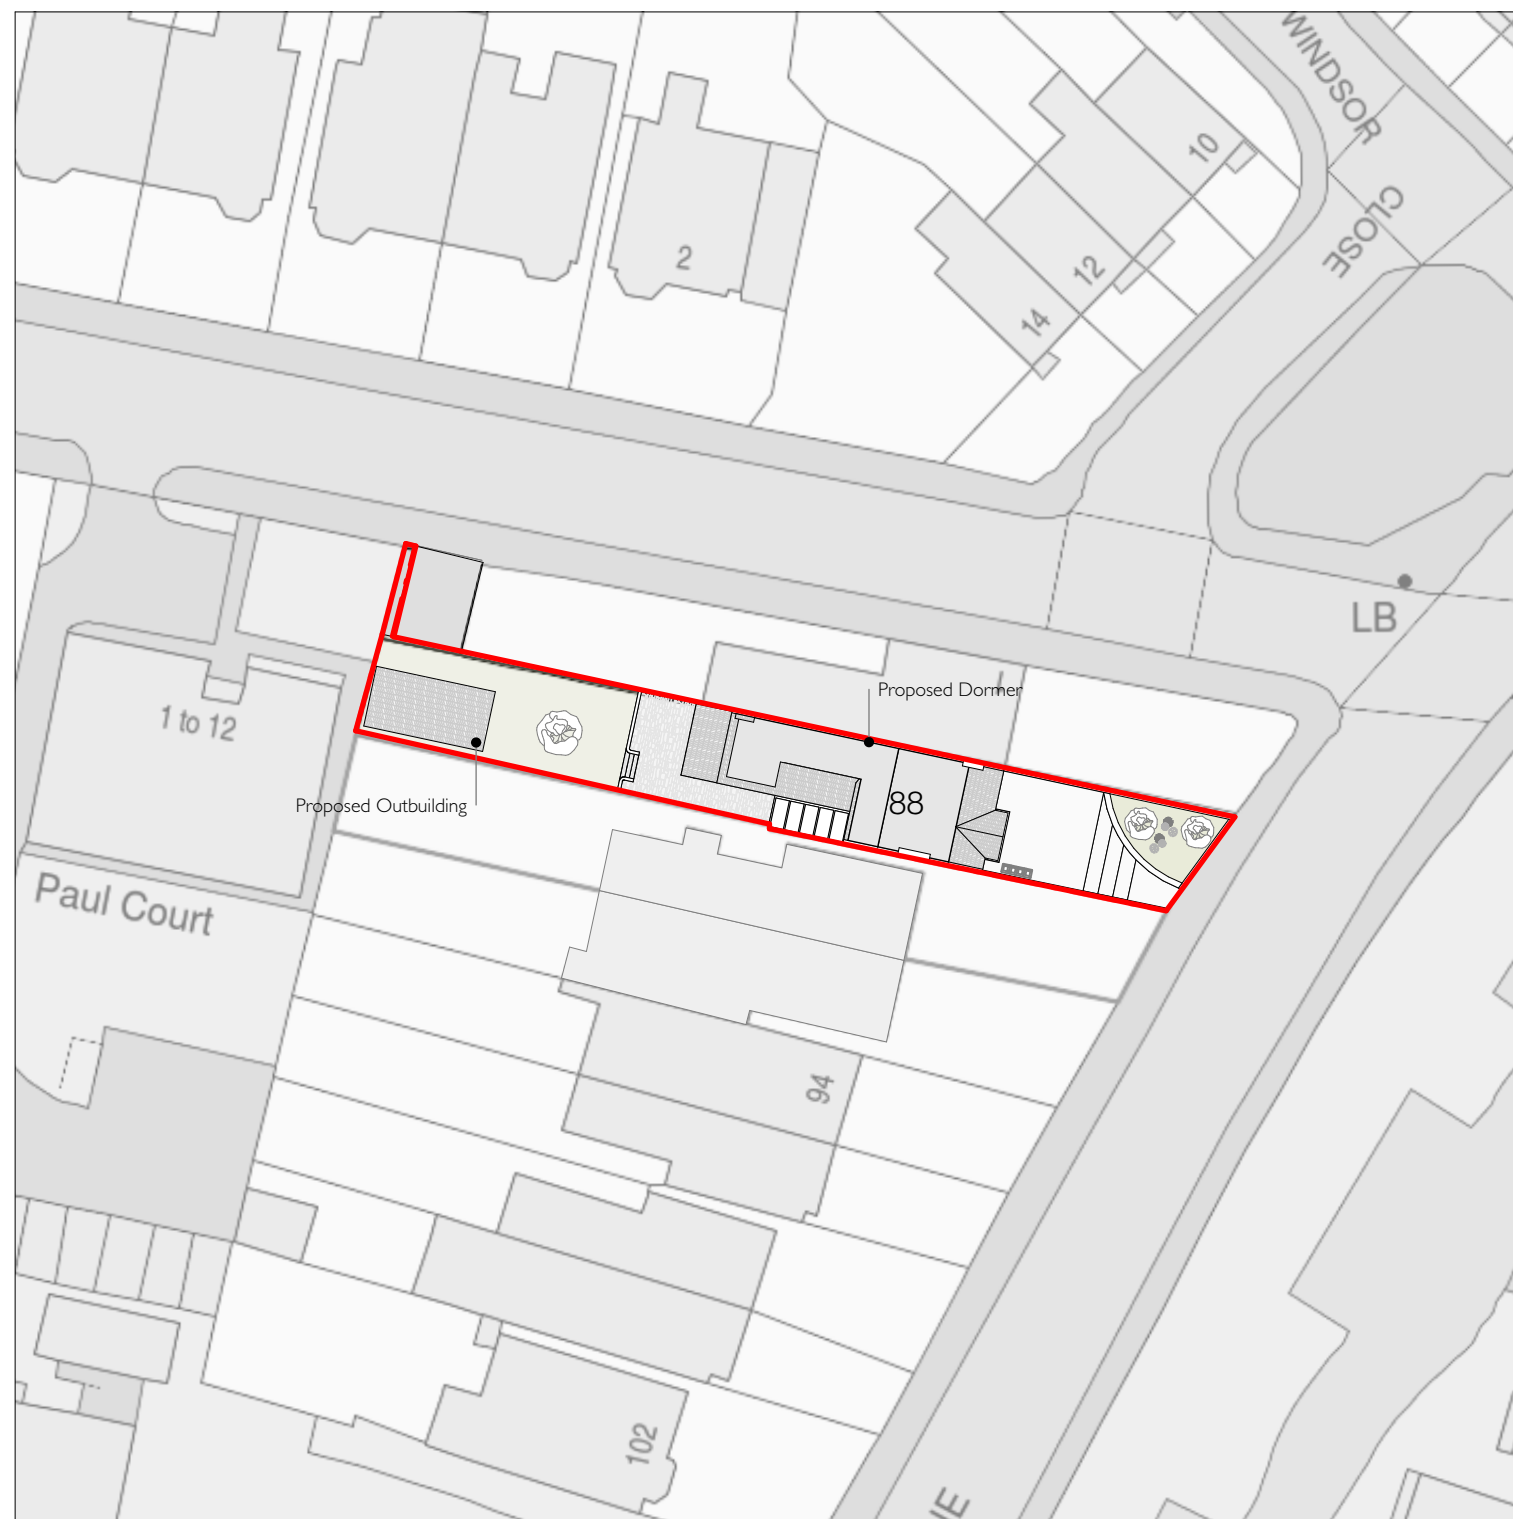 WINDSOR
CLOSE
10
2
12
14
LB
Proposed Dormer
1 to 12
88
Proposed Outbuilding
Paul Court
94
102
NE